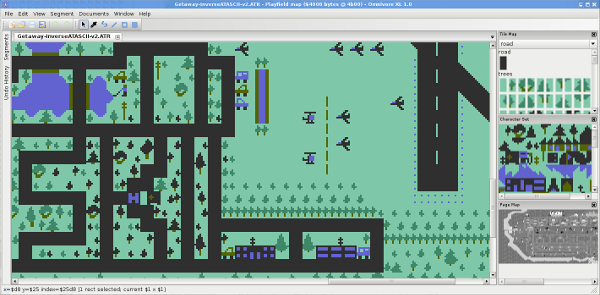 Getaway-InverseATASCII-v2.ATR - Playfield map ($4000 bytes @ 4b00) - Omnivore XL 1.0
File Edit View Segment Documents Window Help
Getaway-InverseATASCII-v2.ATR
Segments
Undo History
Tile Map
road
road
trees
Character Set
Page Map
x=$d8 y=$25 index=$25d8 [1 rect selected; current $1 x $1]